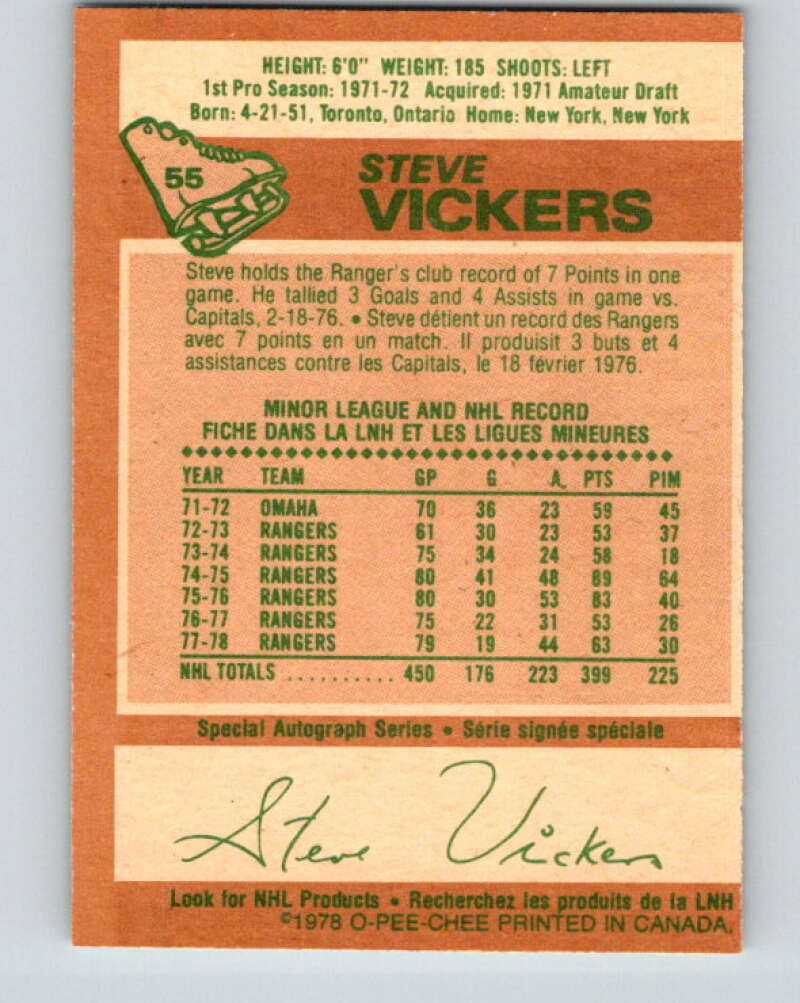 HEIGHT: 6'0" WEIGHT: 185 SHOOTS: LEFT
1st Pro Season: 1971-72 Acquired: 1971 Amateur Draft
Born: 4-21-51, Toronto, Ontario Home: New York, New York
55
STEVE
VICKERS
Steve holds the Ranger's club record of 7 Points in one
game. He tallied 3 Goals and 4 Assists in game vs.
Capitals, 2-18-76. • Steve détient un record des Rangers
avec 7 points en un match. Il produisit 3 buts et 4
assistances contre les Capitals, le 18 février 1976.
MINOR LEAGUE AND NHL RECORD
FICHE DANS LA LNH ET LES LIGUES MINEURES
YEAR TEAM GP G A PTS PIM
71-72 OMAHA 70 36 23 59 45
72-73 RANGERS 61 30 23 53 37
73-74 RANGERS 75 34 24 58 18
74-75 RANGERS 80 41 48 89 64
75-76 RANGERS 80 30 53 83 40
76-77 RANGERS 75 22 31 53 26
77-78 RANGERS 79 19 44 63 30
NHL TOTALS .......... 450 176 223 399 225
Special Autograph Series • Série signée spéciale
Steve Vickers
Look for NHL Products • Recherchez les produits de la LNH
©1978 O-PEE-CHEE PRINTED IN CANADA.